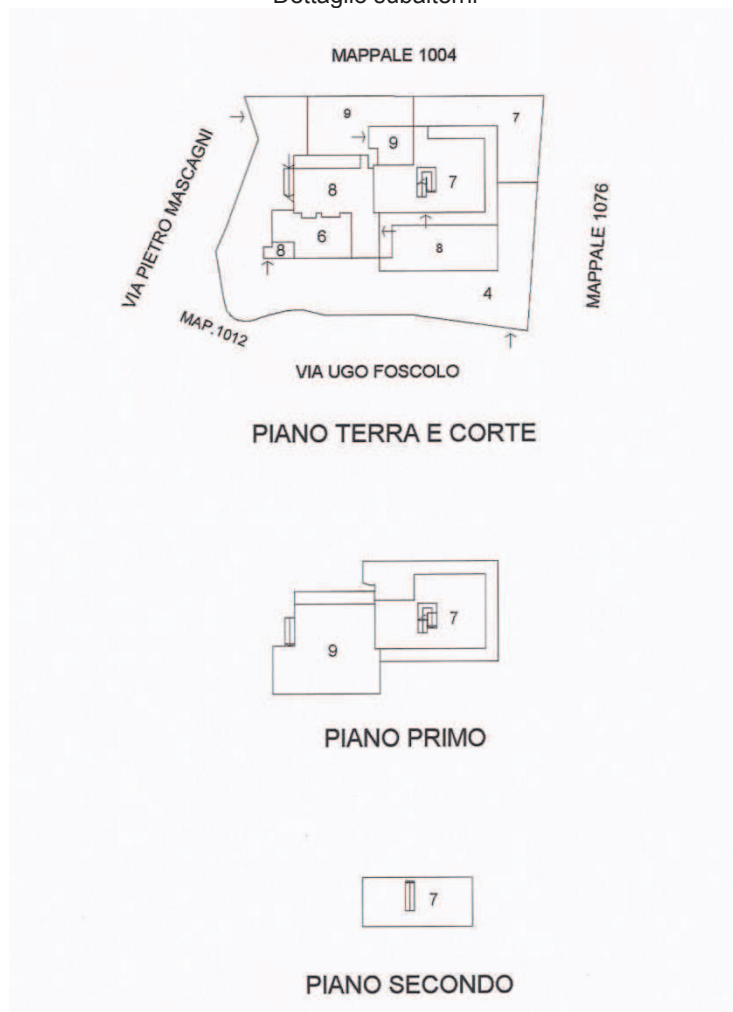 MAPPALE 1004
9
7
9
VIA PIETRO MASCAGNI
8
7
MAPPALE 1076
6
8
8
4
MAP.1012
VIA UGO FOSCOLO
PIANO TERRA E CORTE
7
9
PIANO PRIMO
7
PIANO SECONDO